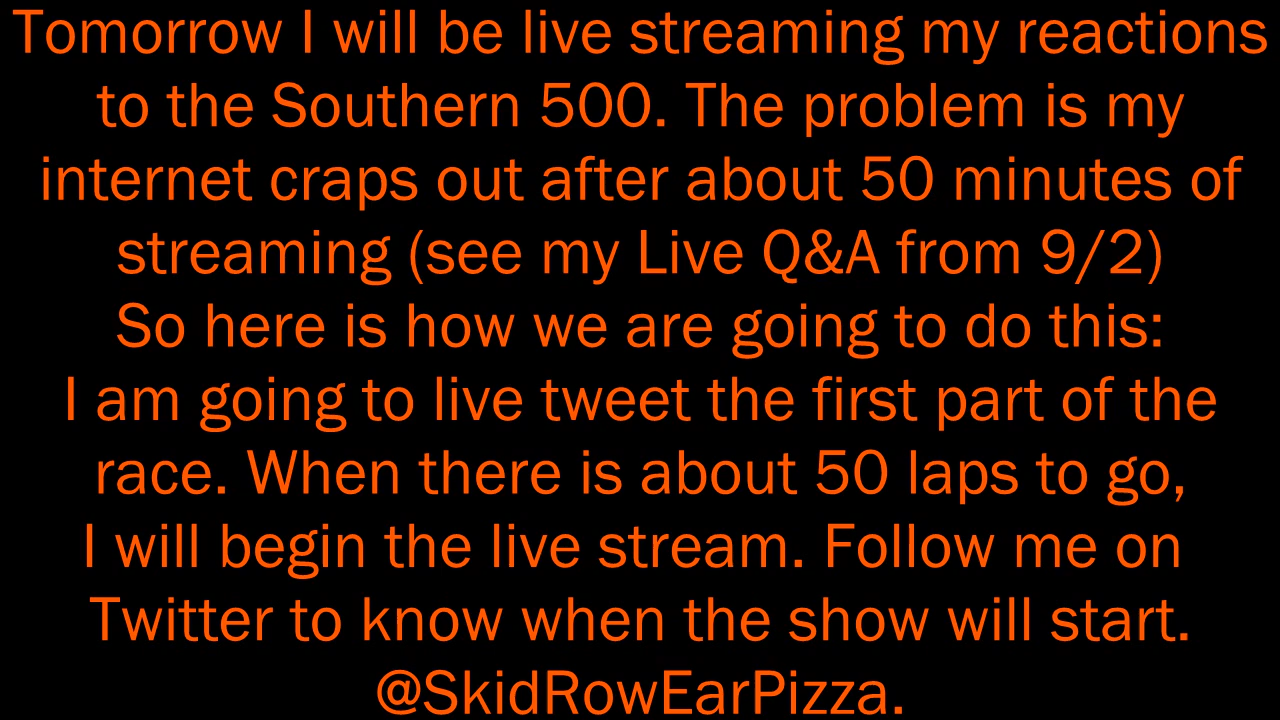 Tomorrow I will be live streaming my reactions
to the Southern 500. The problem is my
internet craps out after about 50 minutes of
streaming (see my Live Q&A from 9/2)
So here is how we are going to do this:
I am going to live tweet the first part of the
race. When there is about 50 laps to go,
I will begin the live stream. Follow me on
Twitter to know when the show will start.
@SkidRowEarPizza.